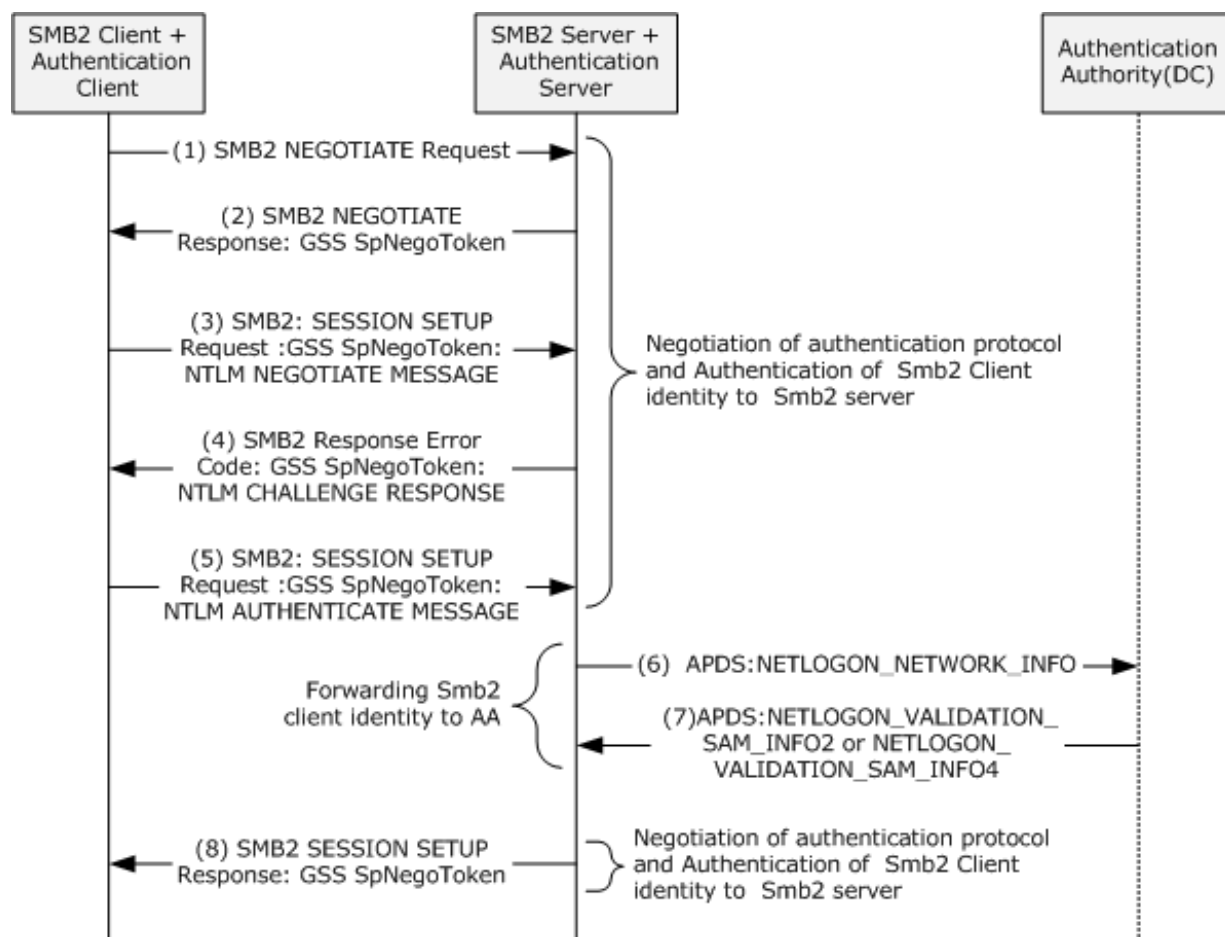 SMB2 Client +
Authentication
Client
SMB2 Server +
Authentication
Server
Authentication
Authority(DC)
(1) SMB2 NEGOTIATE Request
(2) SMB2 NEGOTIATE
Response: GSS SpNegoToken
(3) SMB2: SESSION SETUP
Request :GSS SpNegoToken:
NTLM NEGOTIATE MESSAGE
Negotiation of authentication protocol
and Authentication of Smb2 Client
identity to Smb2 server
(4) SMB2 Response Error
Code: GSS SpNegoToken:
NTLM CHALLENGE RESPONSE
(5) SMB2: SESSION SETUP
Request :GSS SpNegoToken:
NTLM AUTHENTICATE MESSAGE
Forwarding Smb2
client identity to AA
(6) APDS:NETLOGON_NETWORK_INFO
(7)APDS:NETLOGON_VALIDATION_
SAM_INFO2 or NETLOGON_
VALIDATION_SAM_INFO4
(8) SMB2 SESSION SETUP
Response: GSS SpNegoToken
Negotiation of authentication protocol
and Authentication of Smb2 Client
identity to Smb2 server